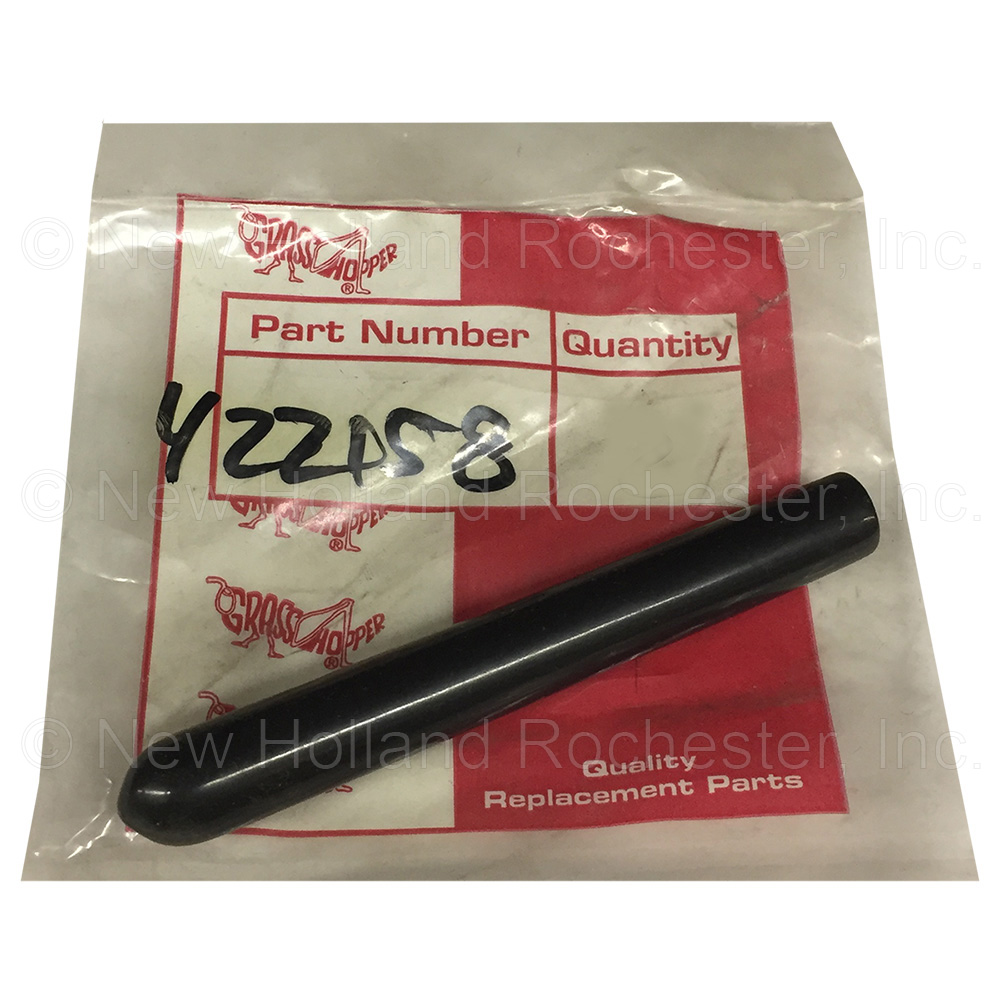 GRASSHOPPER®
© New Holland Rochester, Inc.
Part Number Quantity
422158
© New Holland Rochester, Inc.
HOPPER®
GRASSHOPPER®
© New Holland Rochester, Inc.
Quality
Replacement Parts